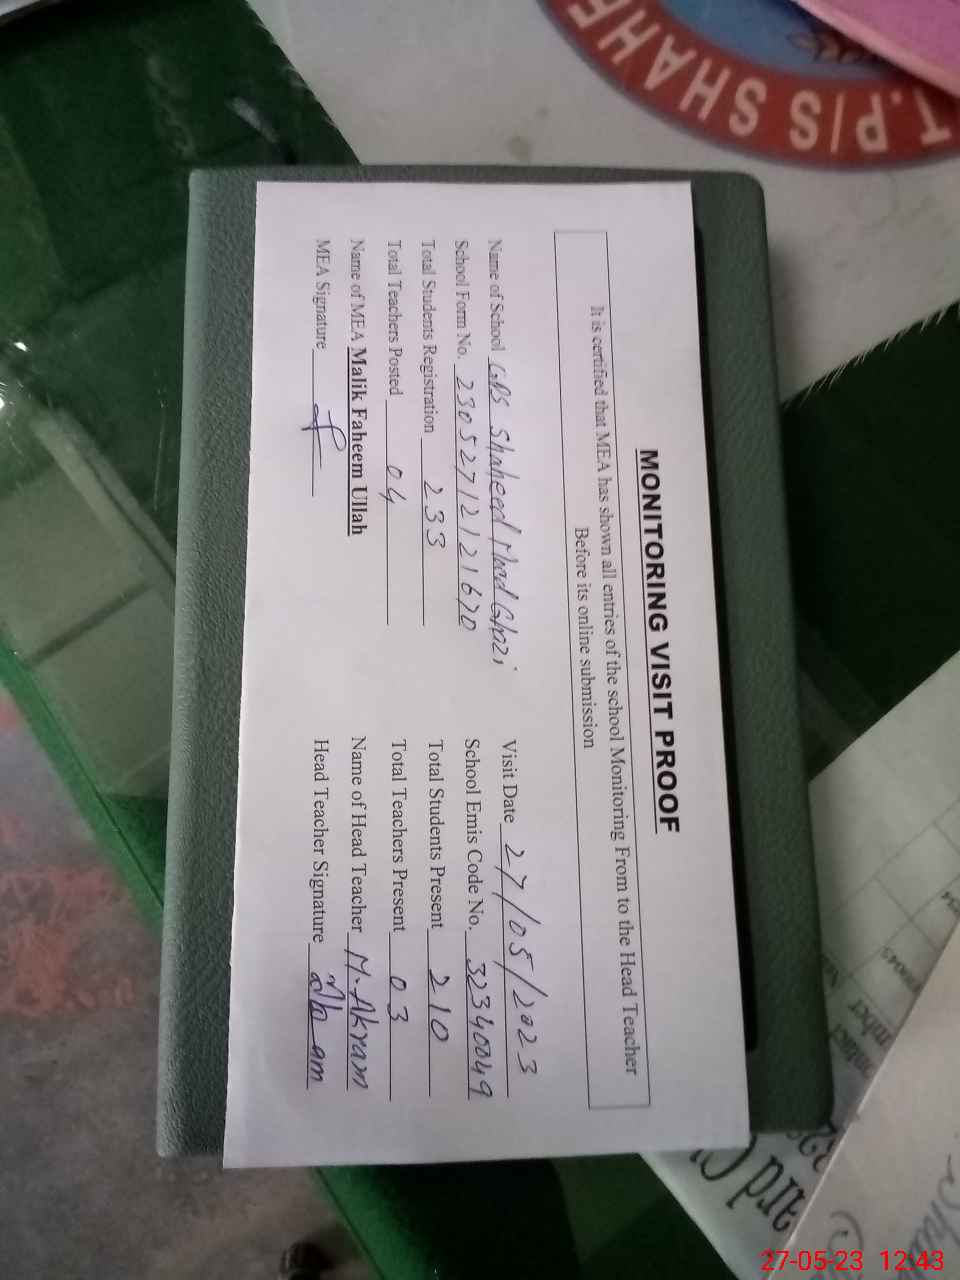 T.P/S SHAHE
MONITORING VISIT PROOF
It is certified that MEA has shown all entries of the school Monitoring From to the Head Teacher
Before its online submission
Name of School GPS Shaheed Mhd Ghazi
Visit Date 27/05/2023
School Form No. 23052712121670
School Emis Code No. 32340049
Total Students Registration 233
Total Students Present 210
Total Teachers Posted 04
Total Teachers Present 03
Name of MEA Malik Faheem Ullah
Name of Head Teacher M. Akram
MEA Signature
Head Teacher Signature
ard
27-05-23 12:43